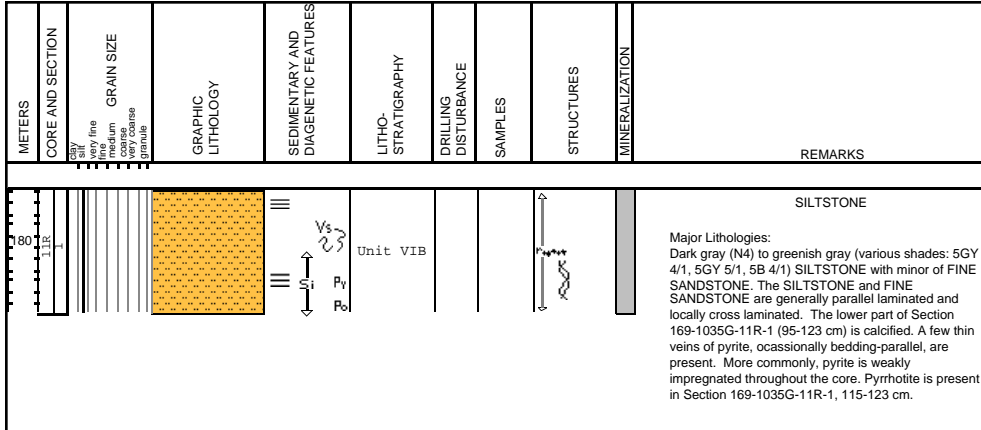 METERS
CORE AND SECTION
GRAIN SIZE
clay
silt
very fine
fine
medium
coarse
very coarse
granule
GRAPHIC
LITHOLOGY
SEDIMENTARY AND
DIAGENETIC FEATURES
LITHO-
STRATIGRAPHY
DRILLING
DISTURBANCE
SAMPLES
STRUCTURES
MINERALIZATION
REMARKS
180
11R
1
Vs
Si
Py
Po
Unit VIB
SILTSTONE
Major Lithologies:
Dark gray (N4) to greenish gray (various shades: 5GY
4/1, 5GY 5/1, 5B 4/1) SILTSTONE with minor of FINE
SANDSTONE. The SILTSTONE and FINE
SANDSTONE are generally parallel laminated and
locally cross laminated. The lower part of Section
169-1035G-11R-1 (95-123 cm) is calcified. A few thin
veins of pyrite, ocassionally bedding-parallel, are
present. More commonly, pyrite is weakly
impregnated throughout the core. Pyrrhotite is present
in Section 169-1035G-11R-1, 115-123 cm.